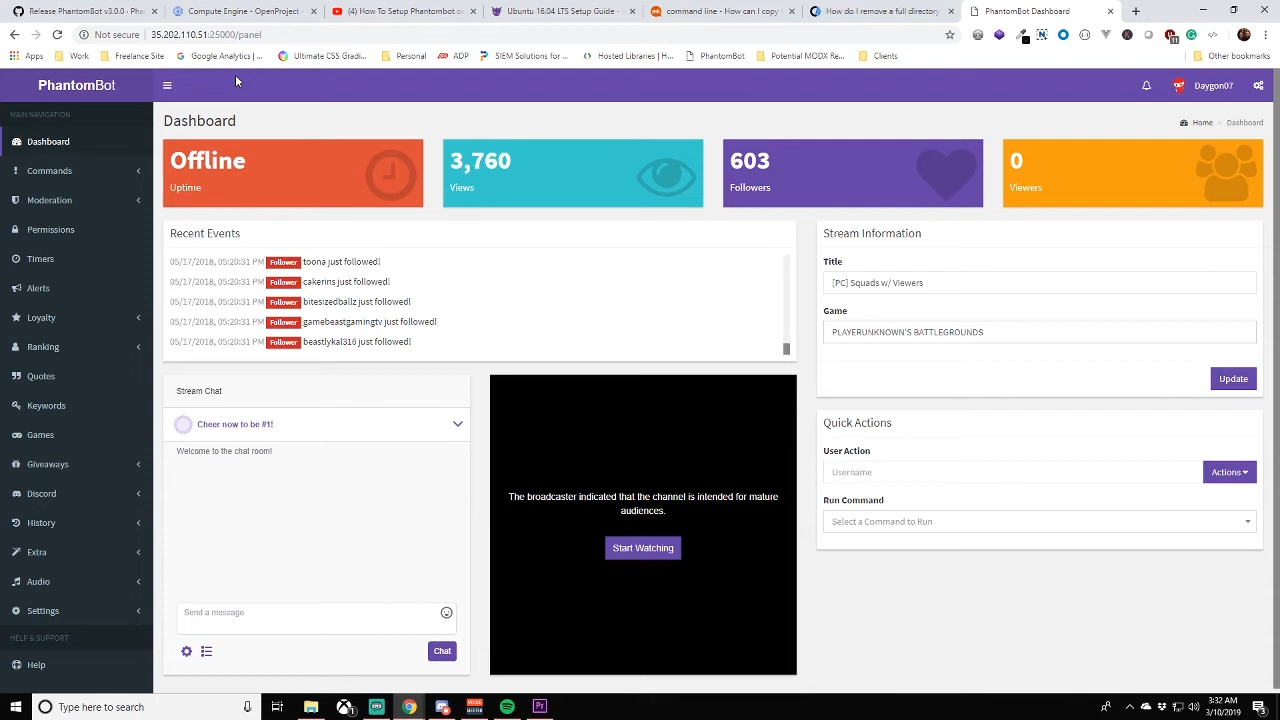 Release PhantomBot v3.0.0 · Phan
Compute Engine - OpenProject -
(4) How To Setup Phantombot o
Ubuntu 16.04 LTS Setup Guide -
command line - How can I copy
How do I remove a full directory
PhantomBot Dashboard
Not secure 35.202.110.51:25000/panel
Apps Work Freelance Site Google Analytics |... Ultimate CSS Gradi... Personal ADP SIEM Solutions for... Hosted Libraries | H... PhantomBot Potential MODX Re... Clients Other bookmarks
PhantomBot
Daygon07
MAIN NAVIGATION
Dashboard
Commands
Moderation
Permissions
Timers
Alerts
Loyalty
Ranking
Quotes
Keywords
Games
Giveaways
Discord
History
Extra
Audio
Settings
HELP & SUPPORT
Help
Dashboard
Home > Dashboard
Offline
Uptime
3,760
Views
603
Followers
0
Viewers
Recent Events
05/17/2018, 05:20:31 PM Follower toona just followed!
05/17/2018, 05:20:31 PM Follower cakerins just followed!
05/17/2018, 05:20:31 PM Follower bitesizedballz just followed!
05/17/2018, 05:20:31 PM Follower gamebeastgamingtv just followed!
05/17/2018, 05:20:31 PM Follower beastlykal316 just followed!
Stream Information
Title
[PC] Squads w/ Viewers
Game
PLAYERUNKNOWN'S BATTLEGROUNDS
Update
Stream Chat
Cheer now to be #1!
Welcome to the chat room!
Send a message
Chat
The broadcaster indicated that the channel is intended for mature
audiences.
Start Watching
Quick Actions
User Action
Username
Actions
Run Command
Select a Command to Run
Type here to search
3:32 AM
3/10/2019